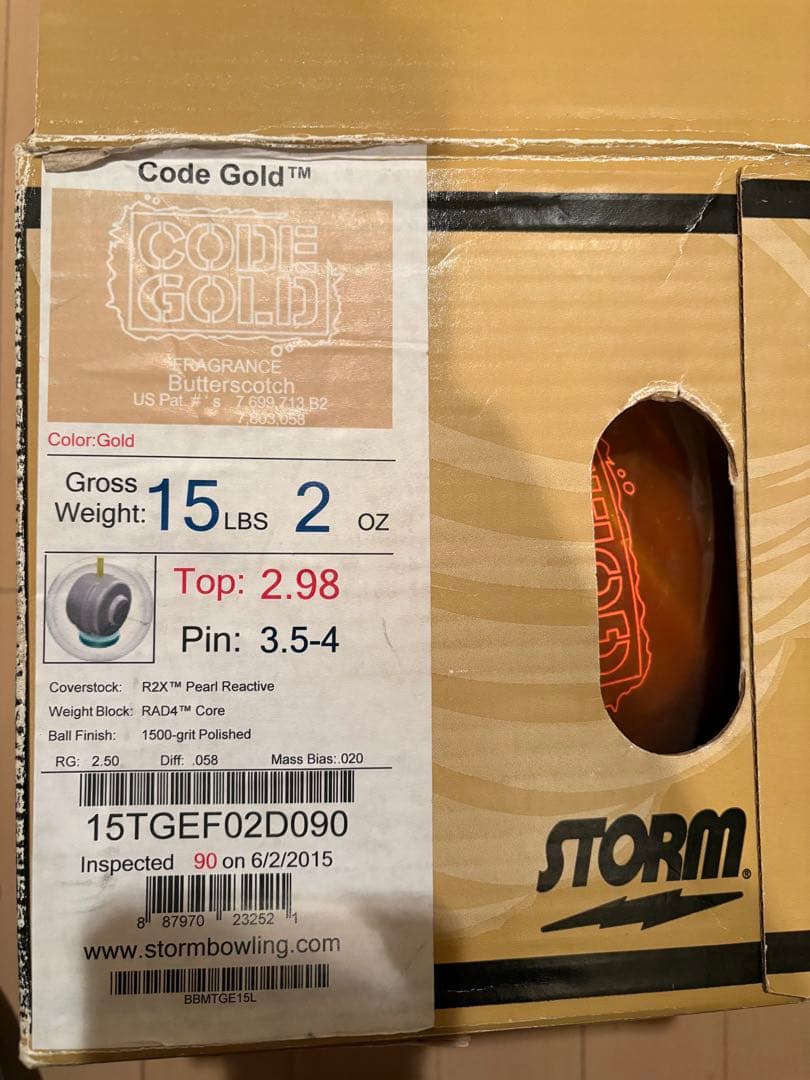 Code Gold™
CODE
GOLD
FRAGRANCE
Butterscotch
US Pat. #'s 7,699,713 B2
7,803,058
Color:Gold
Gross Weight: 15 LBS 2 OZ
Top: 2.98
Pin: 3.5-4
Coverstock: R2X™ Pearl Reactive
Weight Block: RAD4™ Core
Ball Finish: 1500-grit Polished
RG: 2.50 Diff: .058 Mass Bias:.020
15TGEF02D090
Inspected 90 on 6/2/2015
8 87970 23252 1
www.stormbowling.com
BBMTGE15L
STORM®